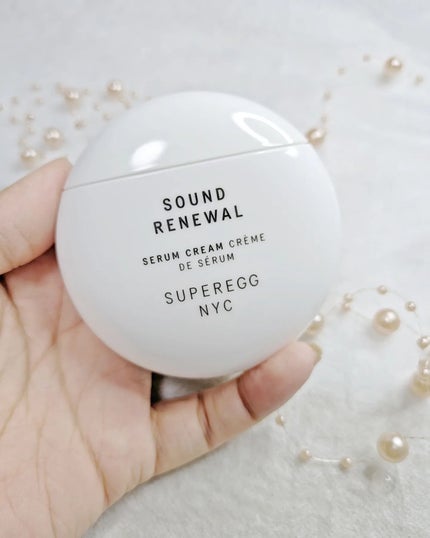 SOUND
RENEWAL
SERUM CREAM CRÈME
DE SÉRUM
SUPEREGG
NYC